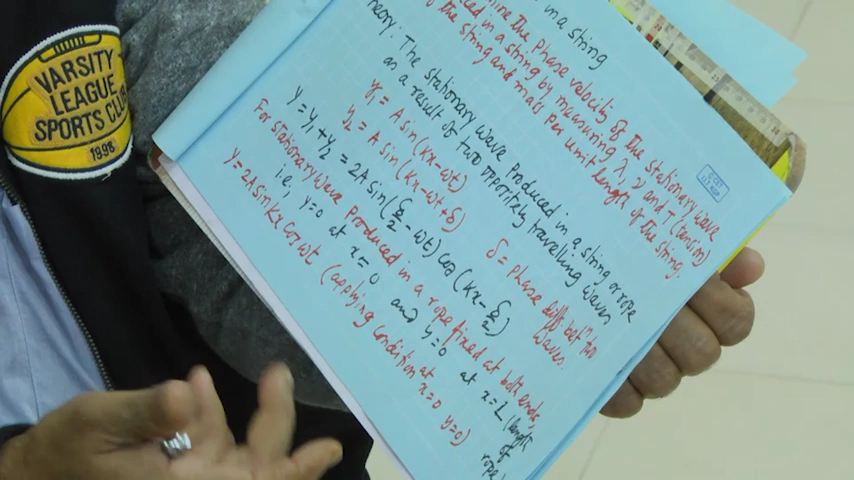 VARSITY
LEAGUE
SPORTS CLUB
1998
in a string
the Phase velocity of the stationary wave
in a string by measuring λ, ν and T (tension)
the string and mass per unit length of the string
: The stationary wave produced in a string or rope
as a result of two oppositely travelling waves
y₁ = A sin(kx-ωt)
y₂ = A sin (kx-ωt+δ)
δ = phase diff betⁿ two
waves.
y = y₁+y₂ = 2A sin(δ/2 - ωt) cos (kx-δ/2)
For stationary wave produced in a rope fixed at both ends,
i.e, y=0 at x=0 and y=0 at x=L (length
of
rope)
y=2A sin kx cos ωt (applying condition at
x=0 y=0)